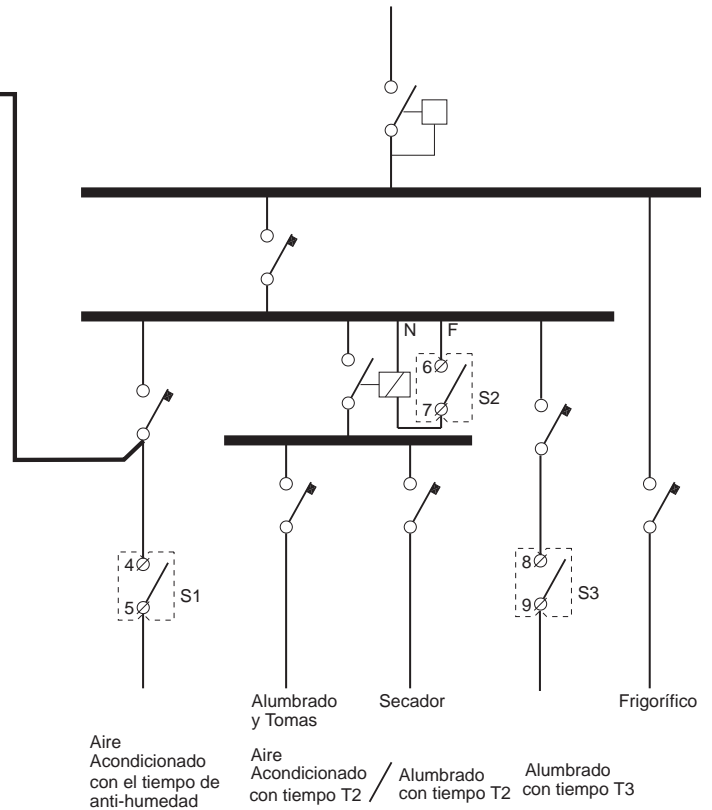 N F
6
7
S2
4
5
S1
8
9
S3
Alumbrado
y Tomas
Secador
Frigorífico
Aire
Acondicionado
con el tiempo de
anti-humedad
Aire
Acondicionado
con tiempo T2
Alumbrado
con tiempo T2
Alumbrado
con tiempo T3